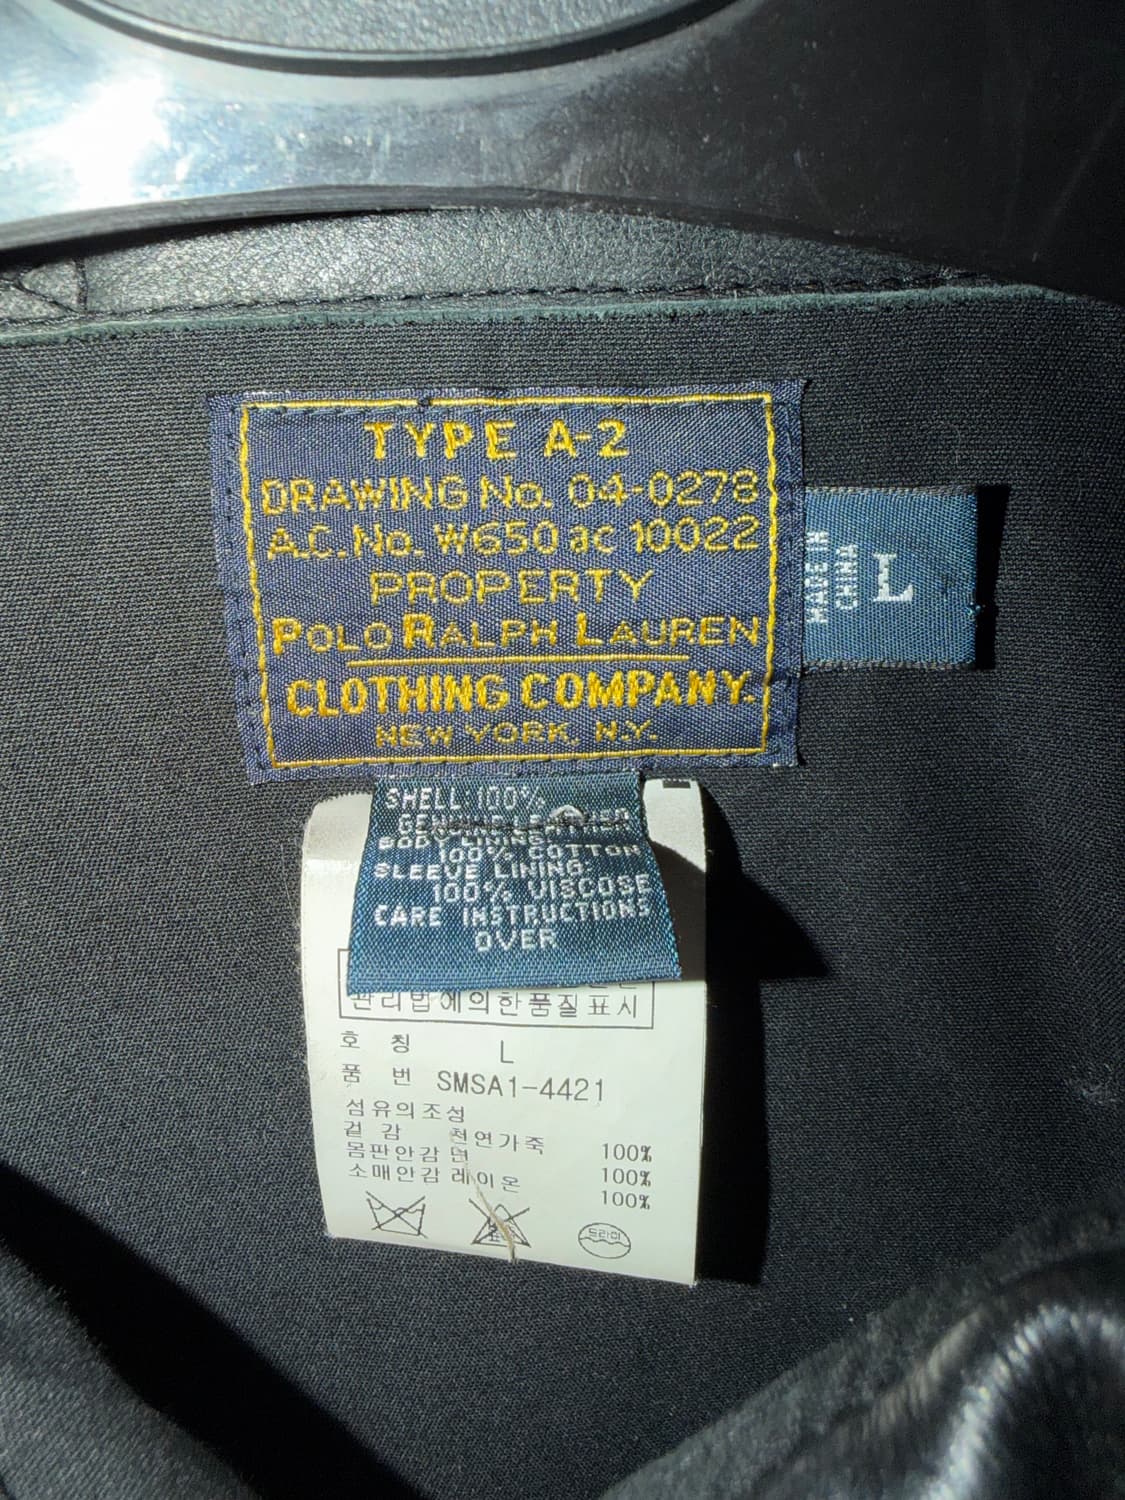 TYPE A-2
DRAWING No. 04-0278
A.C. No. W650 ac 10022
PROPERTY
POLO RALPH LAUREN
CLOTHING COMPANY.
NEW YORK, N.Y.
MADE IN
CHINA
L
SHELL: 100%
GENUINE LEATHER
BODY LINING:
100% COTTON
SLEEVE LINING:
100% VISCOSE
CARE INSTRUCTIONS
OVER
관리법에의한품질표시
호 칭 L
품 번 SMSA1-4421
섬유의조성
겉 감 천연가죽 100%
몸판안감 면 100%
소매안감 레이온 100%
드라이